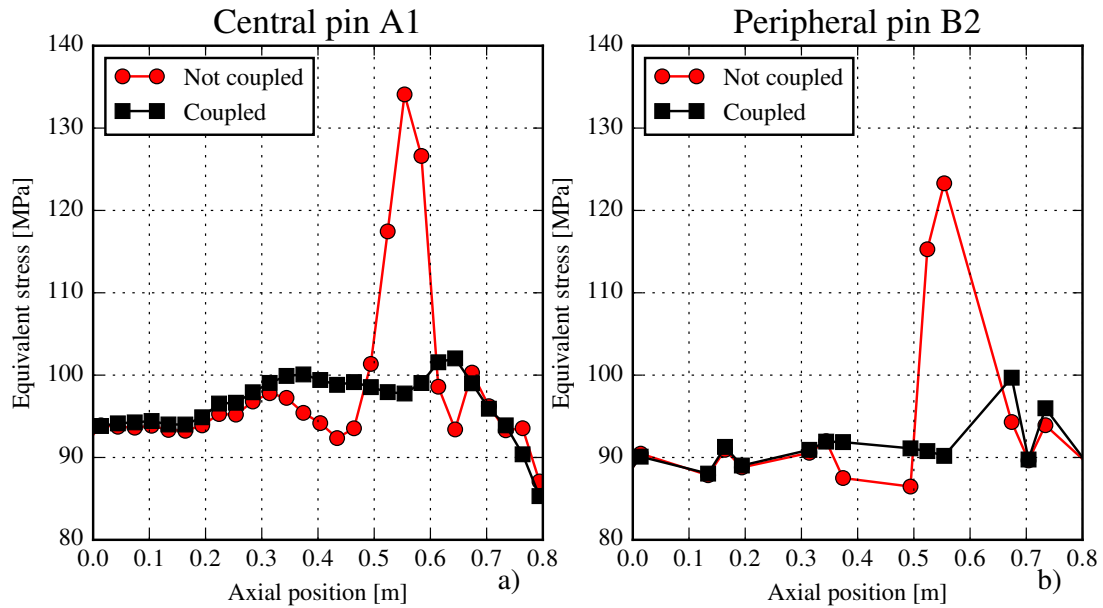 Central pin A1
140
130
120
110
100
90
80
Equivalent stress [MPa]
Not coupled
Coupled
0.0 0.1 0.2 0.3 0.4 0.5 0.6 0.7 0.8
Axial position [m]
a)
Peripheral pin B2
140
130
120
110
100
90
80
Equivalent stress [MPa]
Not coupled
Coupled
0.0 0.1 0.2 0.3 0.4 0.5 0.6 0.7 0.8
Axial position [m]
b)